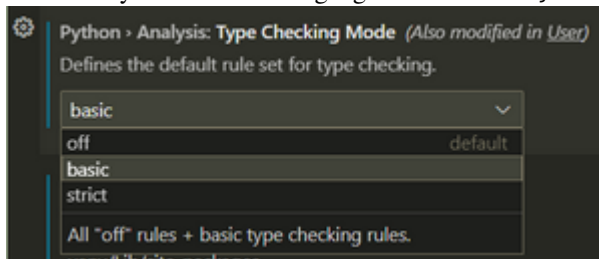 Python › Analysis: Type Checking Mode (Also modified in User)
Defines the default rule set for type checking.
basic
off default
basic
strict
All "off" rules + basic type checking rules.